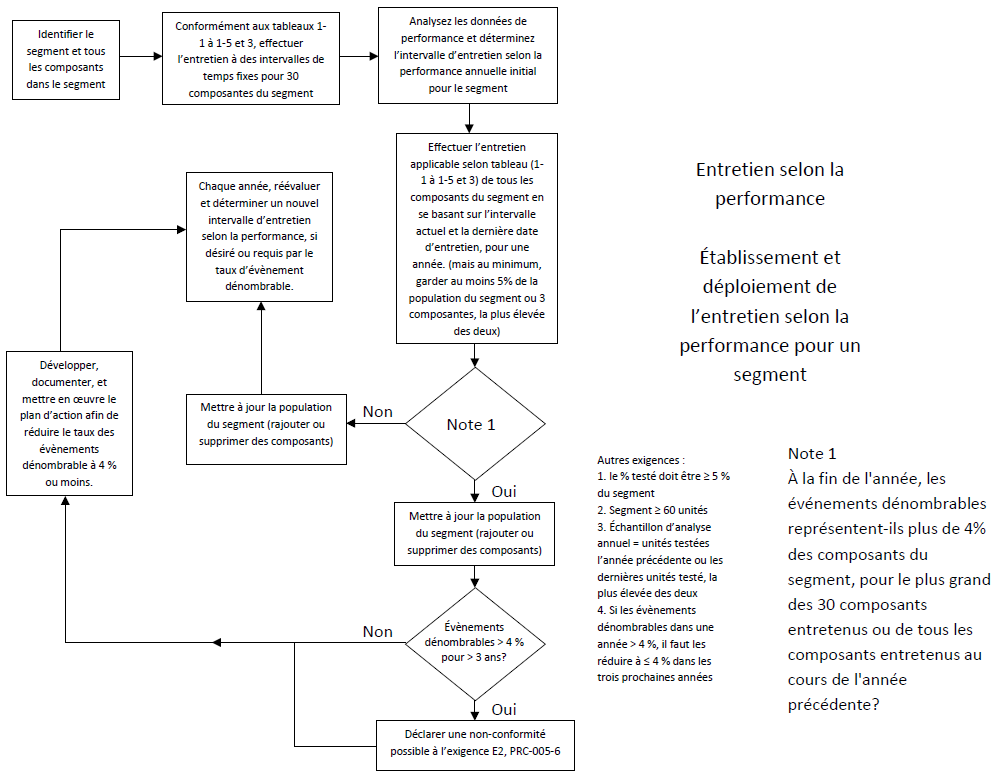 Identifier le
segment et tous
les composants
dans le segment
Conformément aux tableaux 1-
1 à 1-5 et 3, effectuer
l'entretien à des intervalles de
temps fixes pour 30
composantes du segment
Analysez les données de
performance et déterminez
l'intervalle d'entretien selon la
performance annuelle initial
pour le segment
Effectuer l'entretien
applicable selon tableau (1-
1 à 1-5 et 3) de tous les
composants du segment en
se basant sur l'intervalle
actuel et la dernière date
d'entretien, pour une
année. (mais au minimum,
garder au moins 5% de la
population du segment ou 3
composantes, la plus élevée
des deux)
Chaque année, réévaluer
et déterminer un nouvel
intervalle d'entretien
selon la performance, si
désiré ou requis par le
taux d'évènement
dénombrable.
Développer,
documenter, et
mettre en œuvre le
plan d'action afin de
réduire le taux des
évènements
dénombrable à 4 %
ou moins.
Mettre à jour la population
du segment (rajouter ou
supprimer des composants)
Non
Note 1
Oui
Mettre à jour la population
du segment (rajouter ou
supprimer des composants)
Non
Évènements
dénombrables > 4 %
pour > 3 ans?
Oui
Déclarer une non-conformité
possible à l'exigence E2, PRC-005-6
Entretien selon la
performance
Établissement et
déploiement de
l'entretien selon la
performance pour un
segment
Autres exigences :
1. le % testé doit être ≥ 5 %
du segment
2. Segment ≥ 60 unités
3. Échantillon d'analyse
annuel = unités testées
l'année précédente ou les
dernières unités testé, la
plus élevée des deux
4. Si les évènements
dénombrables dans une
année > 4 %, il faut les
réduire à ≤ 4 % dans les
trois prochaines années
Note 1
À la fin de l'année, les
événements dénombrables
représentent-ils plus de 4%
des composants du
segment, pour le plus grand
des 30 composants
entretenus ou de tous les
composants entretenus au
cours de l'année
précédente?